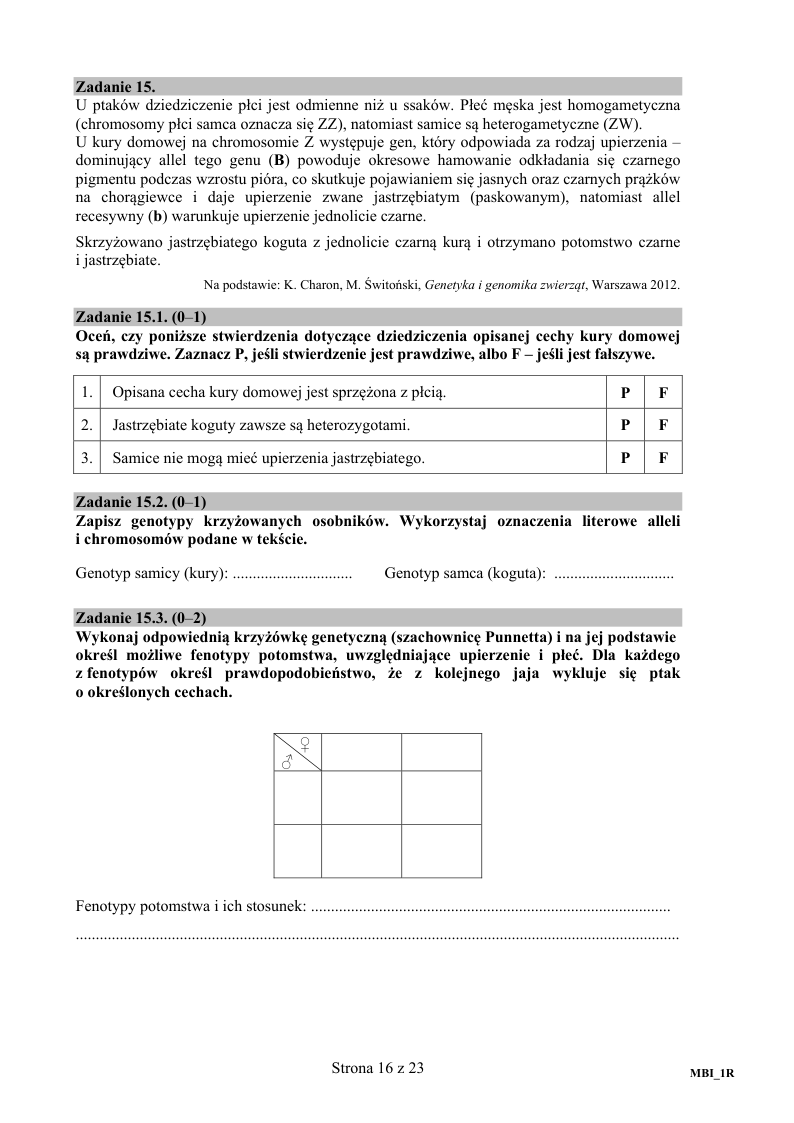 Zadanie 15.
U ptaków dziedziczenie płci jest odmienne niż u ssaków. Płeć męska jest homogametyczna
(chromosomy płci samca oznacza się ZZ), natomiast samice są heterogametyczne (ZW).
U kury domowej na chromosomie Z występuje gen, który odpowiada za rodzaj upierzenia –
dominujący allel tego genu (B) powoduje okresowe hamowanie odkładania się czarnego
pigmentu podczas wzrostu pióra, co skutkuje pojawianiem się jasnych oraz czarnych prążków
na chorągiewce i daje upierzenie zwane jastrzębiatym (paskowanym), natomiast allel
recesywny (b) warunkuje upierzenie jednolicie czarne.
Skrzyżowano jastrzębiatego koguta z jednolicie czarną kurą i otrzymano potomstwo czarne
i jastrzębiate.
Na podstawie: K. Charon, M. Świtoński, Genetyka i genomika zwierząt, Warszawa 2012.
Zadanie 15.1. (0–1)
Oceń, czy poniższe stwierdzenia dotyczące dziedziczenia opisanej cechy kury domowej
są prawdziwe. Zaznacz P, jeśli stwierdzenie jest prawdziwe, albo F – jeśli jest fałszywe.
1. Opisana cecha kury domowej jest sprzężona z płcią. P F
2. Jastrzębiate koguty zawsze są heterozygotami. P F
3. Samice nie mogą mieć upierzenia jastrzębiatego. P F
Zadanie 15.2. (0–1)
Zapisz genotypy krzyżowanych osobników. Wykorzystaj oznaczenia literowe alleli
i chromosomów podane w tekście.
Genotyp samicy (kury): .............................. Genotyp samca (koguta): ..............................
Zadanie 15.3. (0–2)
Wykonaj odpowiednią krzyżówkę genetyczną (szachownicę Punnetta) i na jej podstawie
określ możliwe fenotypy potomstwa, uwzględniające upierzenie i płeć. Dla każdego
z fenotypów określ prawdopodobieństwo, że z kolejnego jaja wykluje się ptak
o określonych cechach.
♀
♂
Fenotypy potomstwa i ich stosunek: ..........................................................................................
.......................................................................................................................................................
Strona 16 z 23
MBI_1R